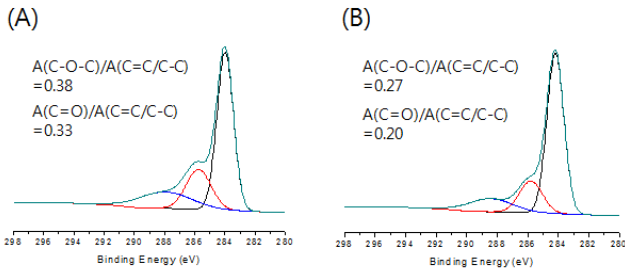 (A)
A(C-O-C)/A(C=C/C-C)
=0.38
A(C=O)/A(C=C/C-C)
=0.33
298 296 294 292 290 288 286 284 282 280
Binding Energy (eV)
(B)
A(C-O-C)/A(C=C/C-C)
=0.27
A(C=O)/A(C=C/C-C)
=0.20
298 296 294 292 290 288 286 284 282 280
Binding Energy (eV)